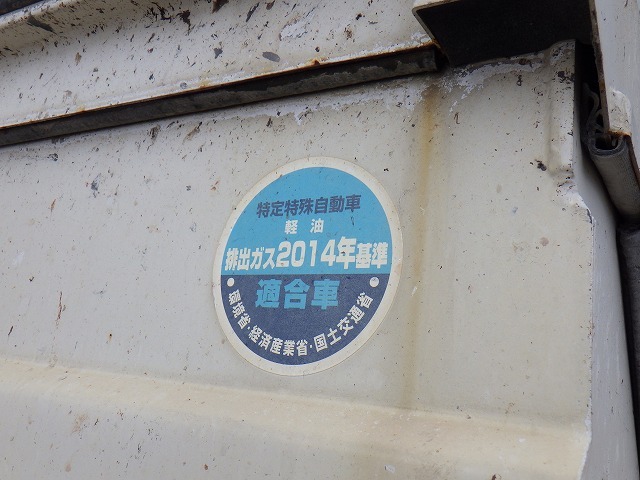 特定特殊自動車
軽油
排出ガス2014年基準
適合車
・環境省・経済産業省・国土交通省・